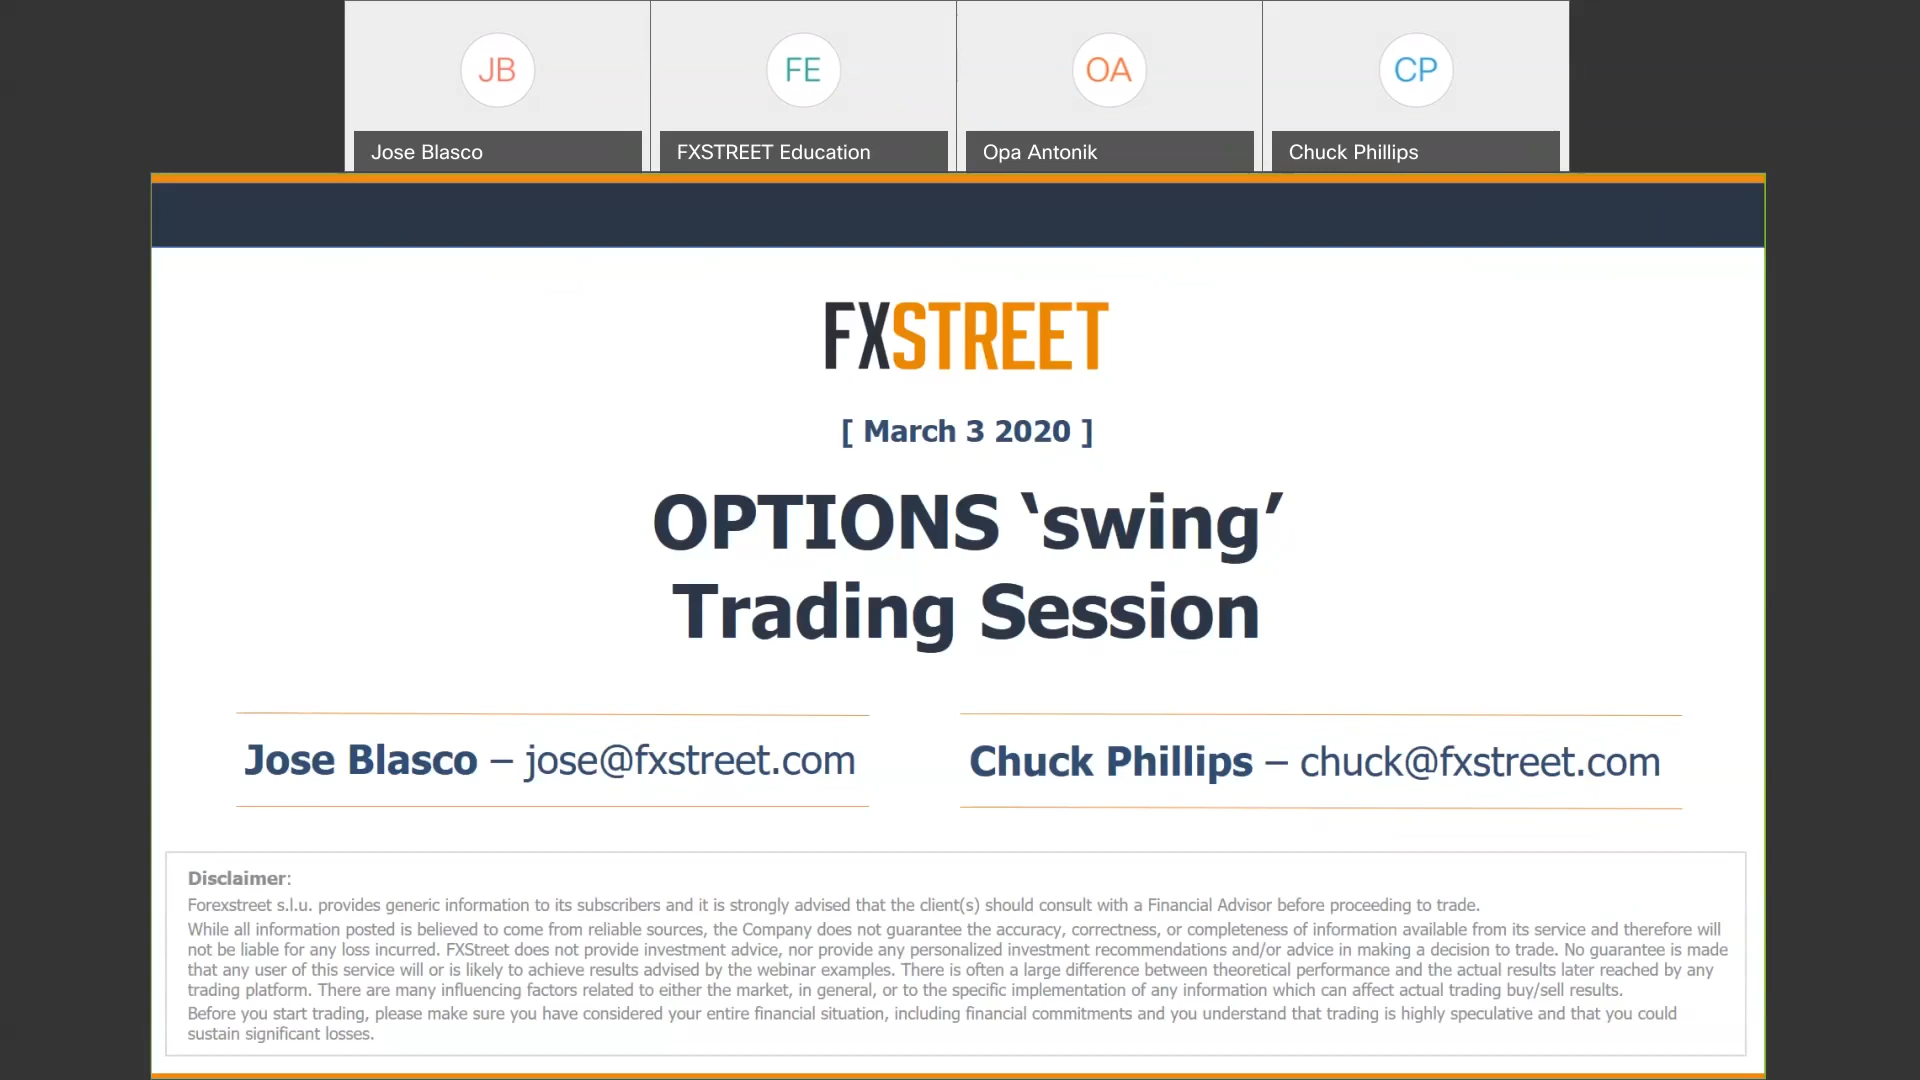 JB
FE
OA
CP
Jose Blasco
FXSTREET Education
Opa Antonik
Chuck Phillips
FXSTREET
[ March 3 2020 ]
OPTIONS ‘swing’
Trading Session
Jose Blasco – jose@fxstreet.com
Chuck Phillips – chuck@fxstreet.com
Disclaimer:
Forexstreet s.l.u. provides generic information to its subscribers and it is strongly advised that the client(s) should consult with a Financial Advisor before proceeding to trade.
While all information posted is believed to come from reliable sources, the Company does not guarantee the accuracy, correctness, or completeness of information available from its service and therefore will
not be liable for any loss incurred. FXStreet does not provide investment advice, nor provide any personalized investment recommendations and/or advice in making a decision to trade. No guarantee is made
that any user of this service will or is likely to achieve results advised by the webinar examples. There is often a large difference between theoretical performance and the actual results later reached by any
trading platform. There are many influencing factors related to either the market, in general, or to the specific implementation of any information which can affect actual trading buy/sell results.
Before you start trading, please make sure you have considered your entire financial situation, including financial commitments and you understand that trading is highly speculative and that you could
sustain significant losses.